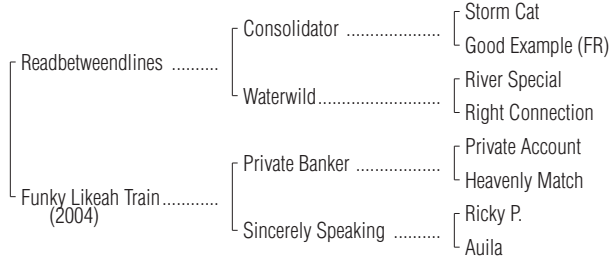 Storm Cat
Consolidator ..................
Good Example (FR)
Readbetweendlines ..........
River Special
Waterwild........................
Right Connection
Private Account
Private Banker ................
Heavenly Match
Funky Likeah Train............
(2004)
Ricky P.
Sincerely Speaking ..........
Auila